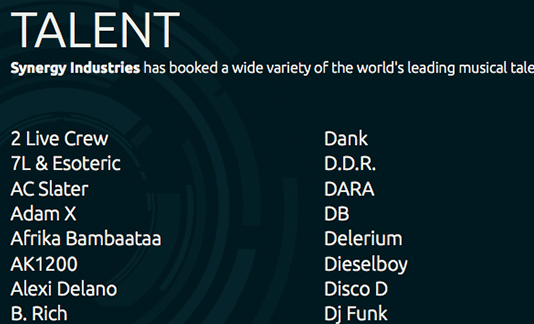 TALENT
Synergy Industries has booked a wide variety of the world's leading musical tale
2 Live Crew
7L & Esoteric
AC Slater
Adam X
Afrika Bambaataa
AK1200
Alexi Delano
B. Rich
Dank
D.D.R.
DARA
DB
Delerium
Dieselboy
Disco D
Dj Funk